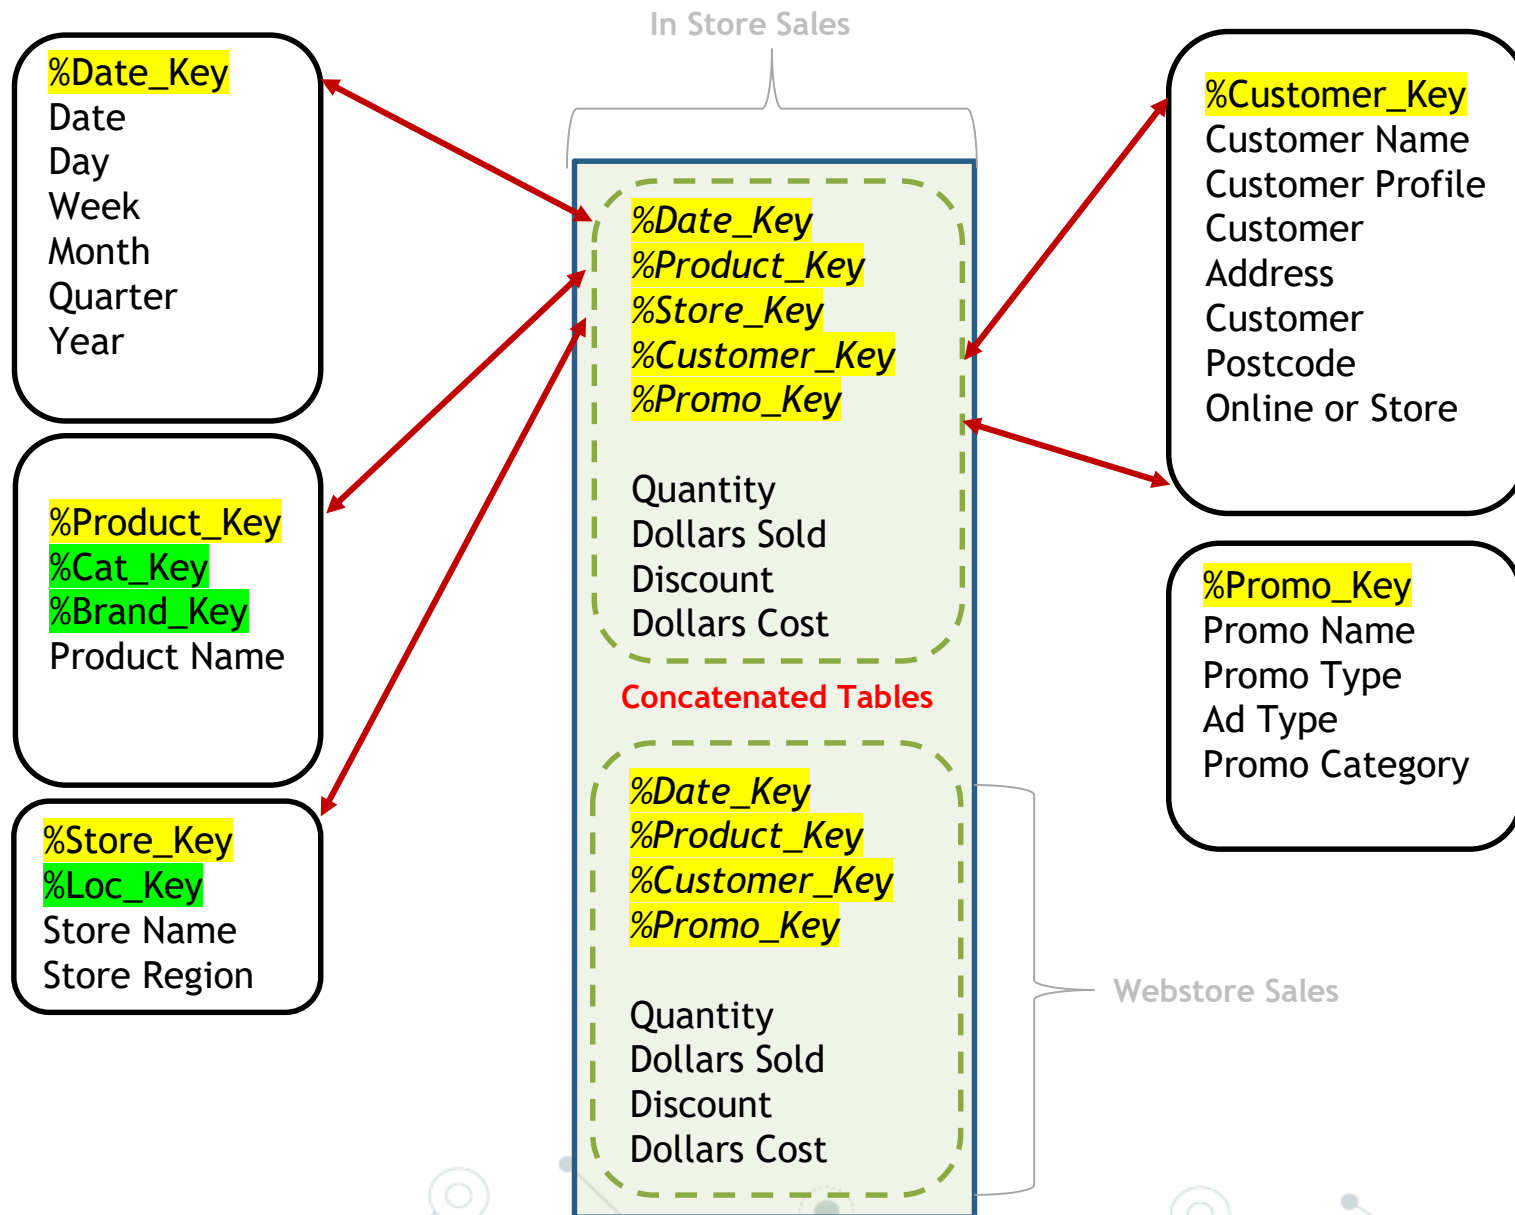 In Store Sales
%Date_Key
Date
Day
Week
Month
Quarter
Year
%Product_Key
%Cat_Key
%Brand_Key
Product Name
%Store_Key
%Loc_Key
Store Name
Store Region
%Date_Key
%Product_Key
%Store_Key
%Customer_Key
%Promo_Key
Quantity
Dollars Sold
Discount
Dollars Cost
Concatenated Tables
%Date_Key
%Product_Key
%Customer_Key
%Promo_Key
Quantity
Dollars Sold
Discount
Dollars Cost
Webstore Sales
%Customer_Key
Customer Name
Customer Profile
Customer
Address
Customer
Postcode
Online or Store
%Promo_Key
Promo Name
Promo Type
Ad Type
Promo Category